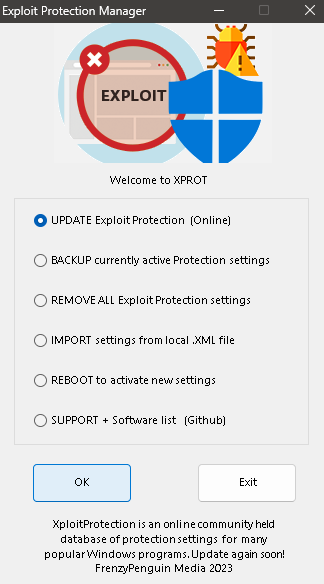 Exploit Protection Manager
EXPLOIT
Welcome to XPROT
UPDATE Exploit Protection (Online)
BACKUP currently active Protection settings
REMOVE ALL Exploit Protection settings
IMPORT settings from local .XML file
REBOOT to activate new settings
SUPPORT + Software list (Github)
OK
Exit
XploitProtection is an online community held
database of protection settings for many
popular Windows programs. Update again soon!
FrenzyPenguin Media 2023